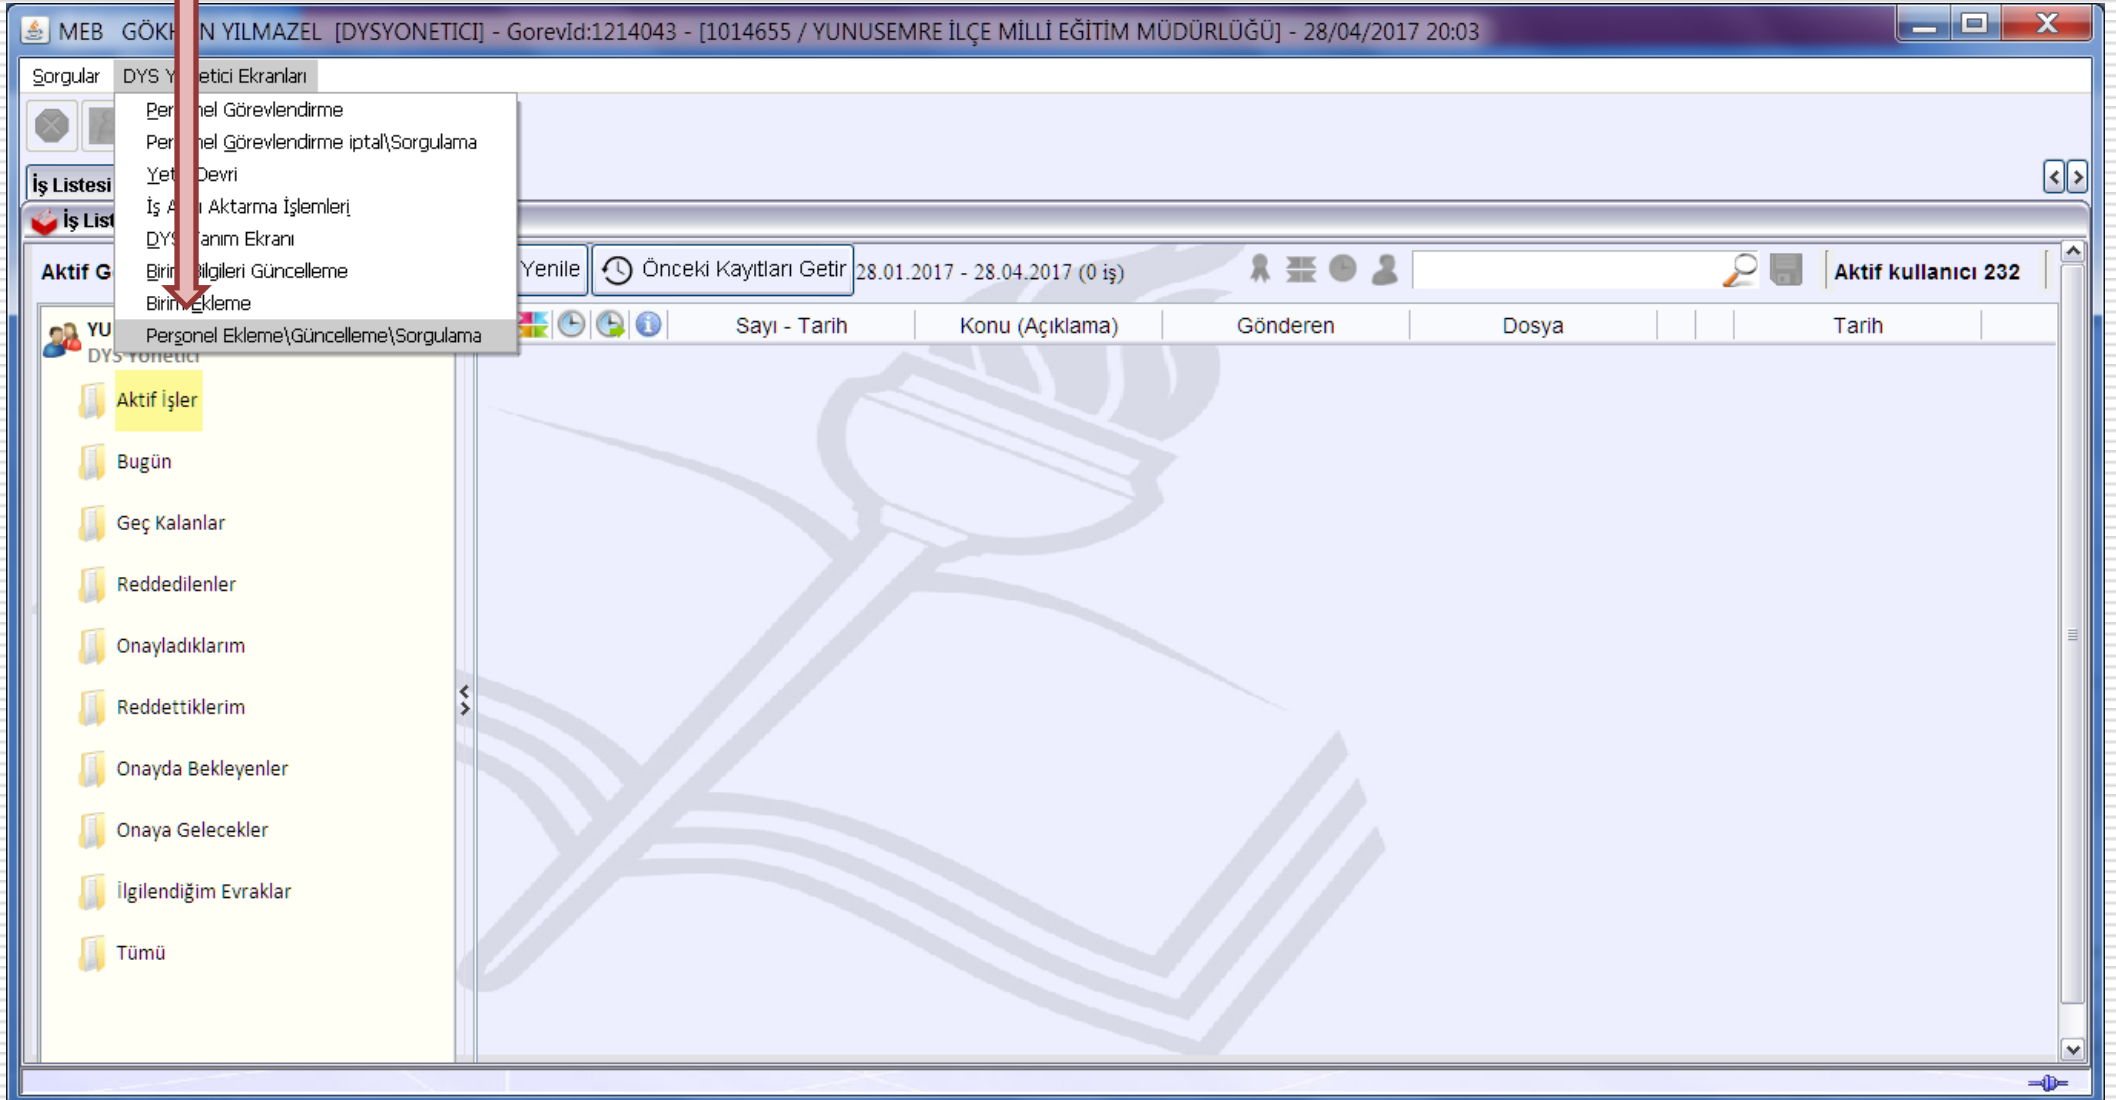 MEB GÖKH N YILMAZEL [DYSYONETICI] - GorevId:1214043 - [1014655 / YUNUSEMRE İLÇE MİLLİ EĞİTİM MÜDÜRLÜĞÜ] - 28/04/2017 20:03
Sorgular DYS Y etici Ekranları
Per nel Görevlendirme
Per nel Görevlendirme iptal\Sorgulama
Yet Devri
İş A ı Aktarma İşlemleri
DYS Tanım Ekranı
Birim Bilgileri Güncelleme
Birim Ekleme
Personel Ekleme\Güncelleme\Sorgulama
İş Listesi
İş List
Aktif G
Yenile Önceki Kayıtları Getir 28.01.2017 - 28.04.2017 (0 iş) Aktif kullanıcı 232
Sayı - Tarih Konu (Açıklama) Gönderen Dosya Tarih
YU
DYS Yönetici
Aktif İşler
Bugün
Geç Kalanlar
Reddedilenler
Onayladıklarım
Reddettiklerim
Onayda Bekleyenler
Onaya Gelecekler
İlgilendiğim Evraklar
Tümü